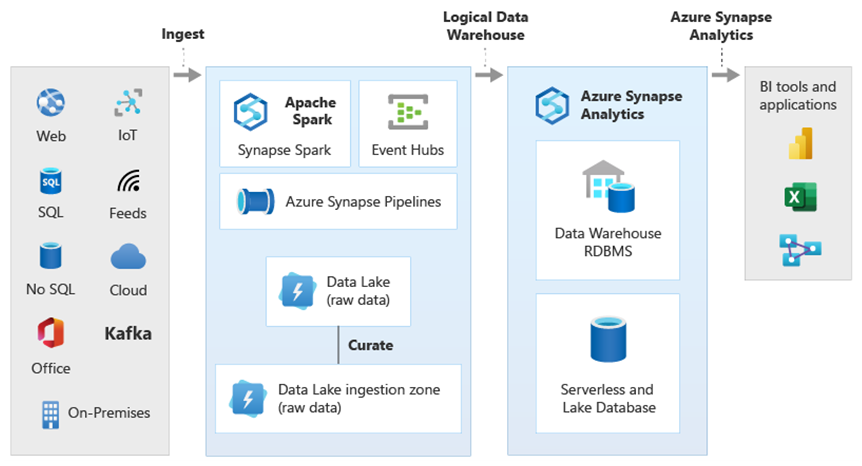 Ingest
Logical Data
Warehouse
Azure Synapse
Analytics
Web
IoT
SQL
SQL
Feeds
No SQL
Cloud
Office
Kafka
On-Premises
Apache
Spark
Synapse Spark
Event Hubs
Azure Synapse Pipelines
Data Lake
(raw data)
Curate
Data Lake ingestion zone
(raw data)
Azure Synapse
Analytics
Data Warehouse
RDBMS
Serverless and
Lake Database
BI tools and
applications
X